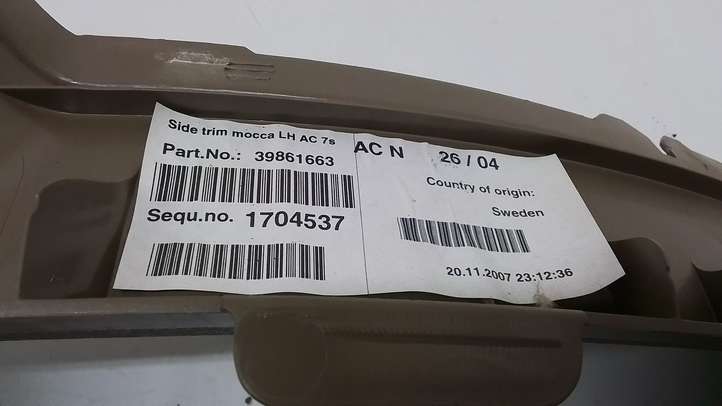 Side trim mocca LH AC 7s
Part.No.: 39861663
Sequ.no. 1704537
AC N 26 / 04
Country of origin:
Sweden
20.11.2007 23:12:36